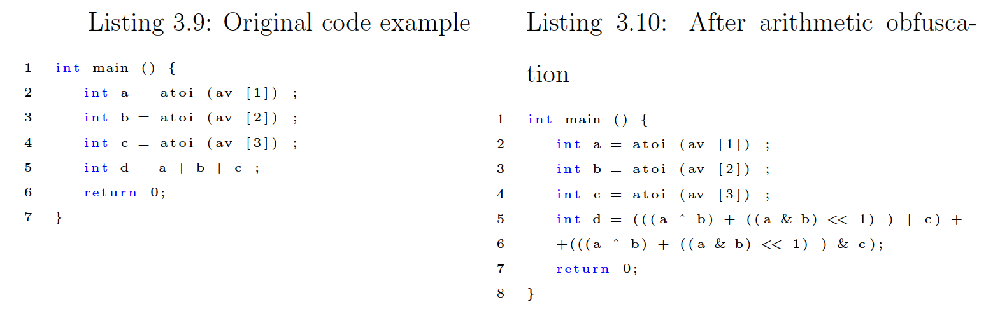 Listing 3.9: Original code example
1 int main () {
2 int a = atoi (av [1]) ;
3 int b = atoi (av [2]) ;
4 int c = atoi (av [3]) ;
5 int d = a + b + c ;
6 return 0;
7 }
Listing 3.10: After arithmetic obfusca-
tion
1 int main () {
2 int a = atoi (av [1]) ;
3 int b = atoi (av [2]) ;
4 int c = atoi (av [3]) ;
5 int d = (((a ^ b) + ((a & b) << 1) ) | c) +
6 +(((a ^ b) + ((a & b) << 1) ) & c);
7 return 0;
8 }